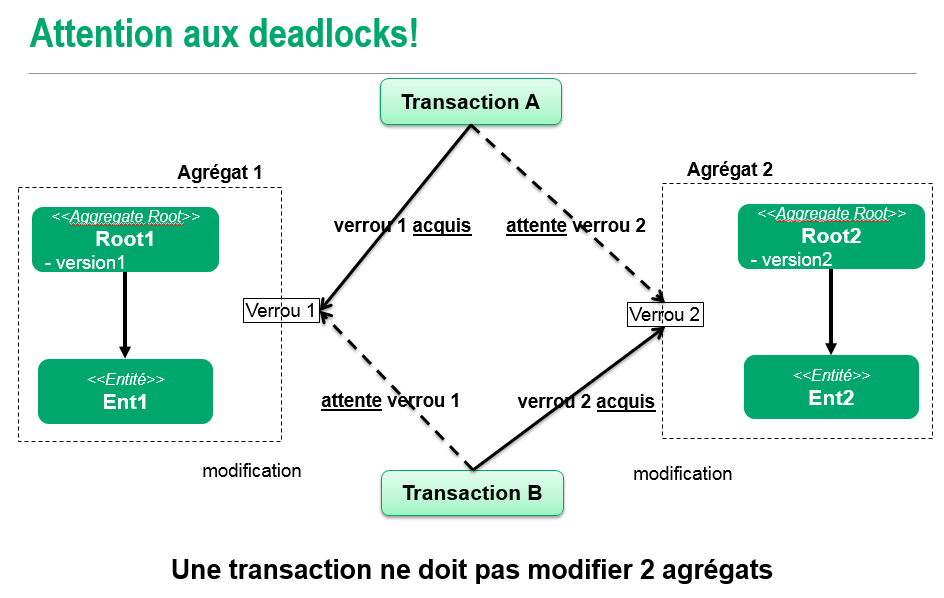 Attention aux deadlocks!
Transaction A
Agrégat 1
Agrégat 2
<<Aggregate Root>>
Root1
- version1
<<Aggregate Root>>
Root2
- version2
verrou 1 acquis
attente verrou 2
Verrou 1
Verrou 2
<<Entité>>
Ent1
<<Entité>>
Ent2
attente verrou 1
verrou 2 acquis
modification
modification
Transaction B
Une transaction ne doit pas modifier 2 agrégats